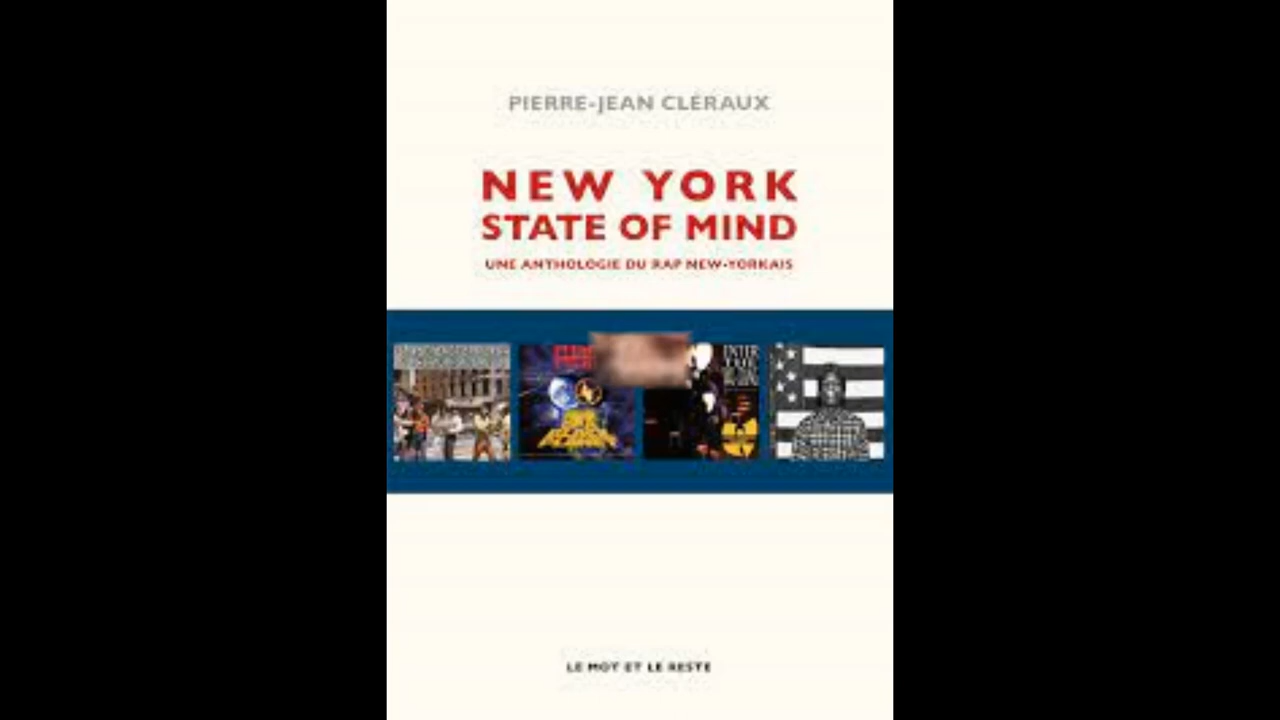 PIERRE-JEAN CLÉRAUX
NEW YORK
STATE OF MIND
UNE ANTHOLOGIE DU RAP NEW-YORKAIS
LE MOT ET LE RESTE